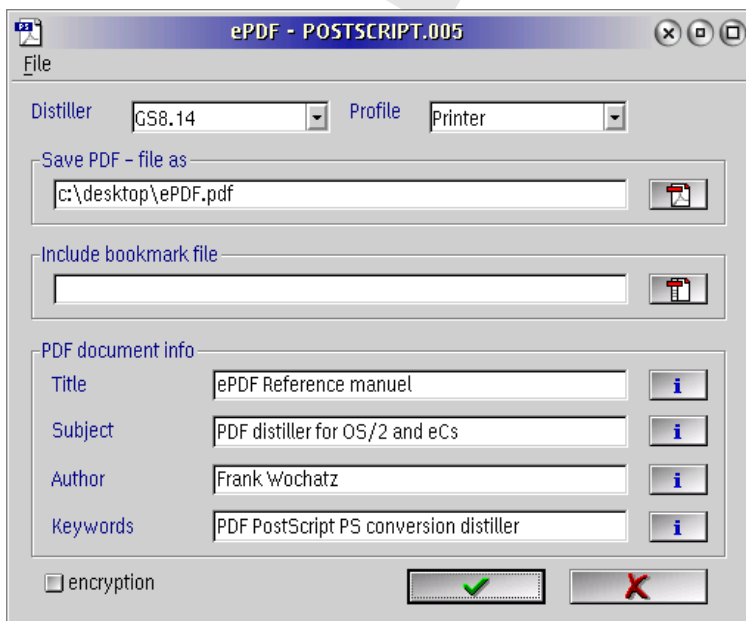 PS
ePDF - POSTSCRIPT.005
File
Distiller GS8.14 Profile Printer
Save PDF - file as
c:\desktop\ePDF.pdf
Include bookmark file
PDF document info
Title ePDF Reference manuel i
Subject PDF distiller for OS/2 and eCs i
Author Frank Wochatz i
Keywords PDF PostScript PS conversion distiller i
encryption